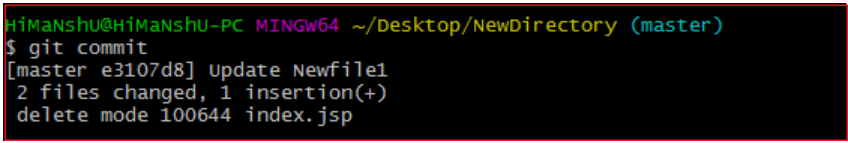 HiMaNshU@HiMaNshU-PC MINGW64 ~/Desktop/NewDirectory (master)
$ git commit
[master e3107d8] Update Newfile1
 2 files changed, 1 insertion(+)
 delete mode 100644 index.jsp